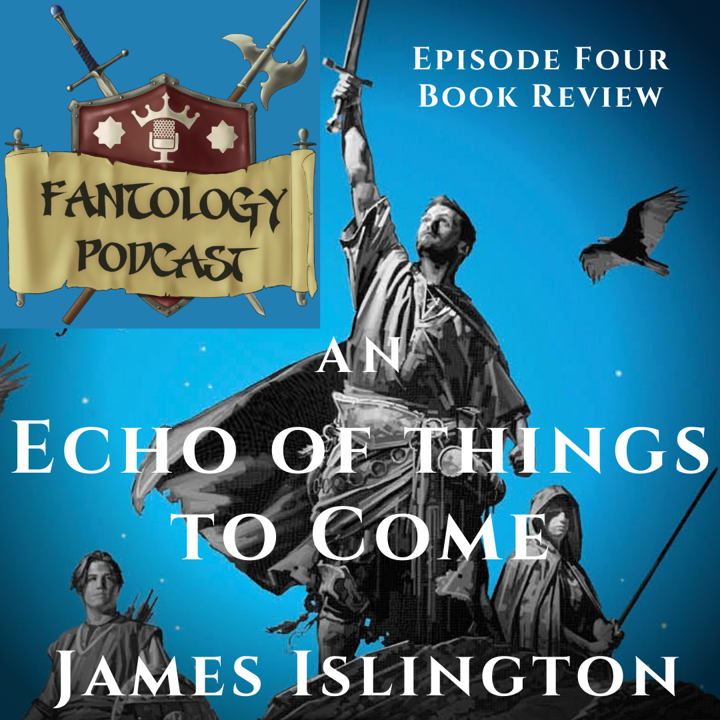 Fantology
Podcast
Episode Four
Book Review
an
Echo of things
to Come
James Islington